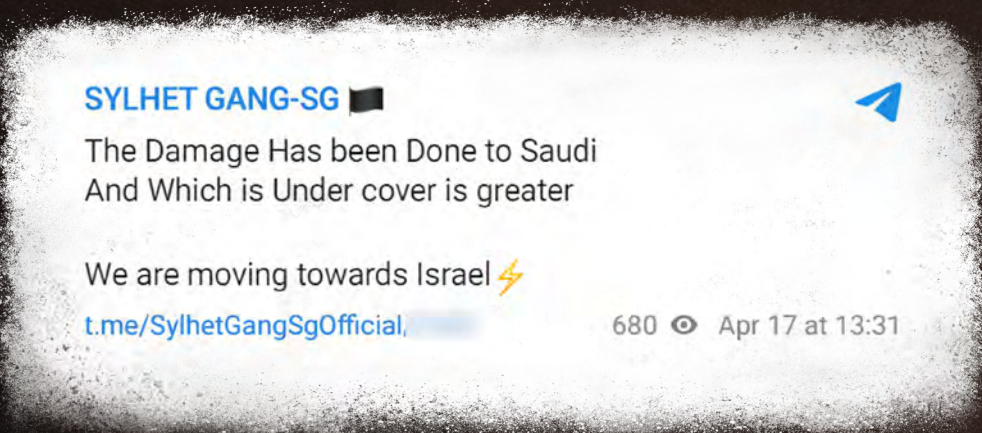 SYLHET GANG-SG 🏴
The Damage Has been Done to Saudi
And Which is Under cover is greater
We are moving towards Israel⚡
t.me/SylhetGangSgOfficial/
680 Apr 17 at 13:31